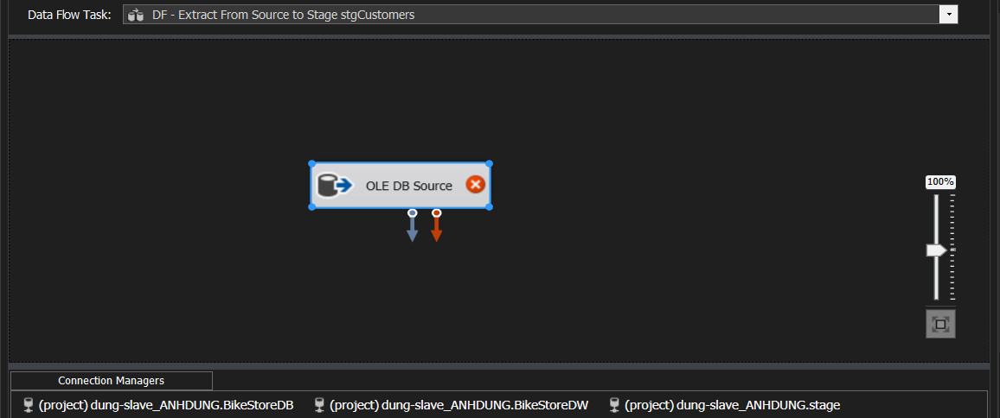 Data Flow Task: DF - Extract From Source to Stage stgCustomers
OLE DB Source
100%
Connection Managers
(project) dung-slave_ANHDUNG.BikeStoreDB (project) dung-slave_ANHDUNG.BikeStoreDW (project) dung-slave_ANHDUNG.stage